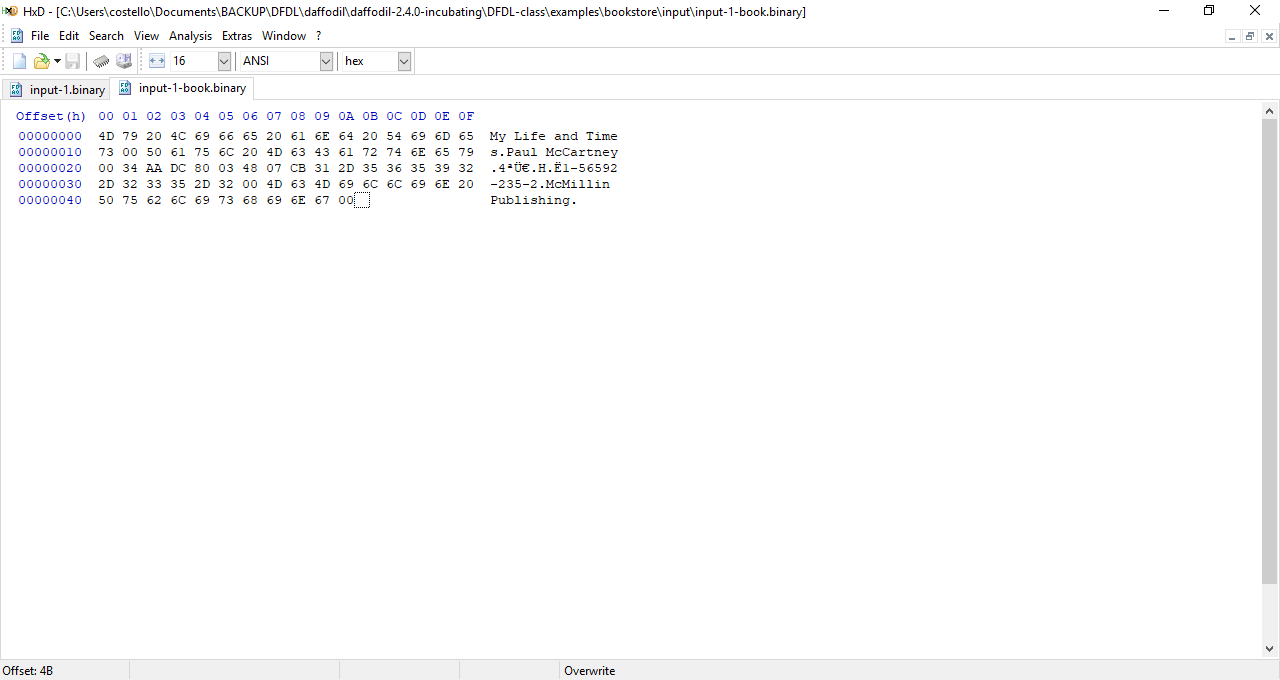 HxD - [C:\Users\costello\Documents\BACKUP\DFDL\daffodil\daffodil-2.4.0-incubating\DFDL-class\examples\bookstore\input\input-1-book.binary]
File Edit Search View Analysis Extras Window ?
16 ANSI hex
input-1.binary input-1-book.binary
Offset(h) 00 01 02 03 04 05 06 07 08 09 0A 0B 0C 0D 0E 0F
00000000 4D 79 20 4C 69 66 65 20 61 6E 64 20 54 69 6D 65 My Life and Time
00000010 73 00 50 61 75 6C 20 4D 63 43 61 72 74 6E 65 79 s.Paul McCartney
00000020 00 34 AA DC 80 03 48 07 CB 31 2D 35 36 35 39 32 .4ªÜ€.H.Ë1-56592
00000030 2D 32 33 35 2D 32 00 4D 63 4D 69 6C 6C 69 6E 20 -235-2.McMillin
00000040 50 75 62 6C 69 73 68 69 6E 67 00 Publishing.
Offset: 4B Overwrite